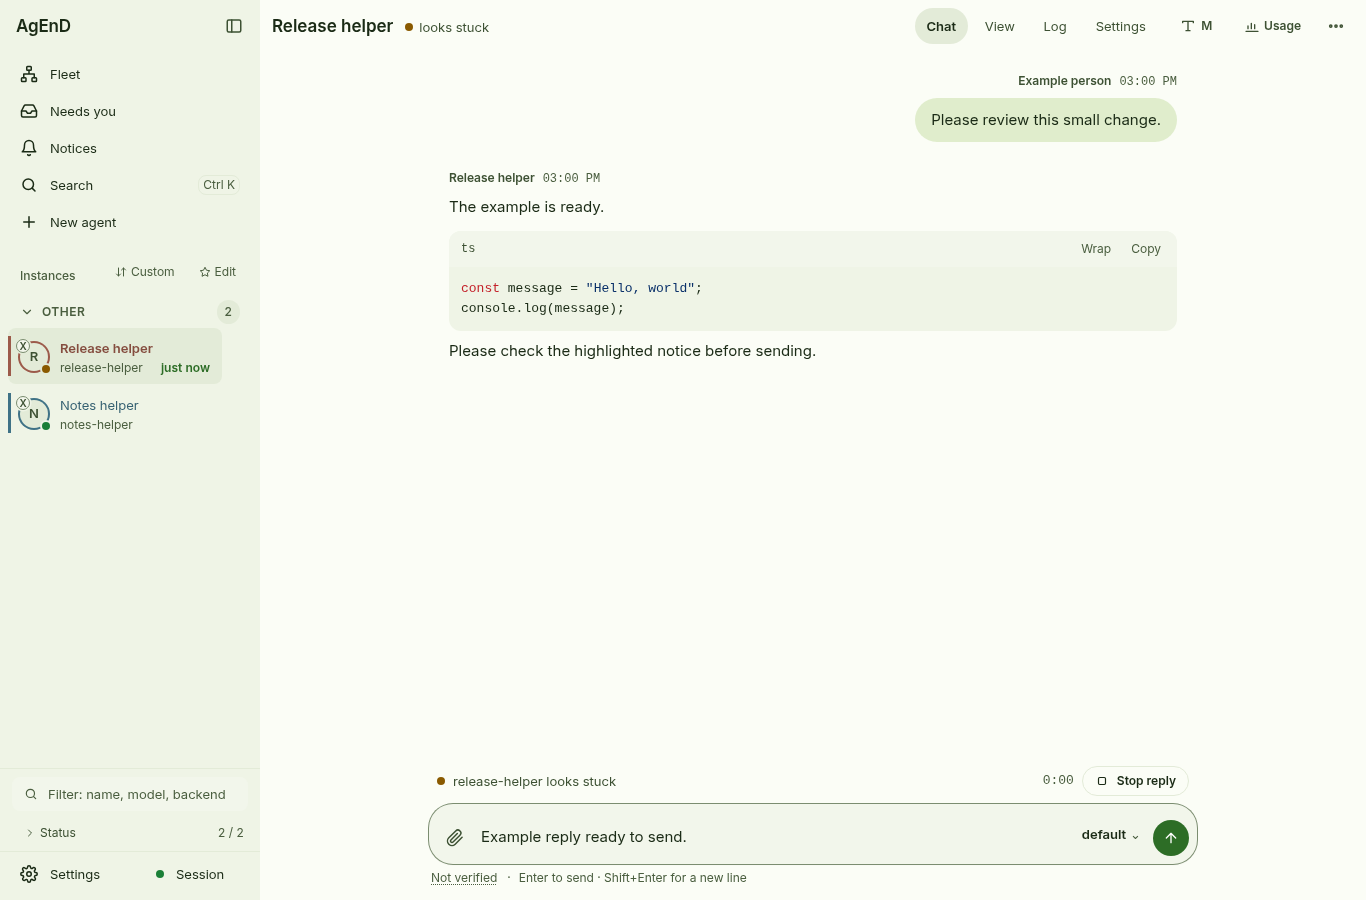 AgEnD
Fleet
Needs you
Notices
Search Ctrl K
New agent
Instances Custom Edit
OTHER 2
X R Release helper
release-helper just now
X N Notes helper
notes-helper
Filter: name, model, backend
Status 2 / 2
Settings Session
Release helper looks stuck
Chat View Log Settings M Usage •••
Example person 03:00 PM
Please review this small change.
Release helper 03:00 PM
The example is ready.
ts Wrap Copy
const message = "Hello, world";
console.log(message);
Please check the highlighted notice before sending.
release-helper looks stuck 0:00 Stop reply
Example reply ready to send. default
Not verified · Enter to send · Shift+Enter for a new line